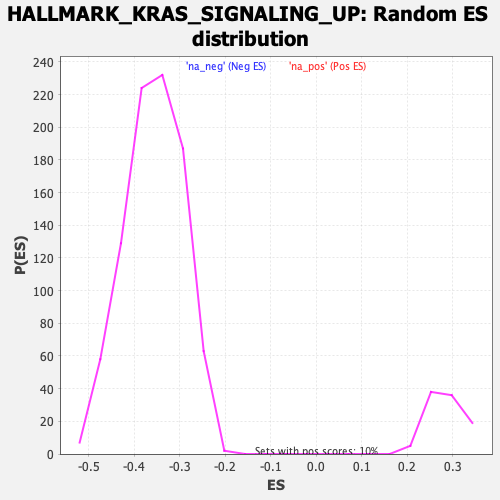 HALLMARK_KRAS_SIGNALING_UP: Random ES
distribution
'na_neg' (Neg ES) 'na_pos' (Pos ES)
240
220
200
180
160
140
120
100
80
60
40
20
0
P(ES)
Sets with pos scores: 10%
-0.5 -0.4 -0.3 -0.2 -0.1 0.0 0.1 0.2 0.3
ES